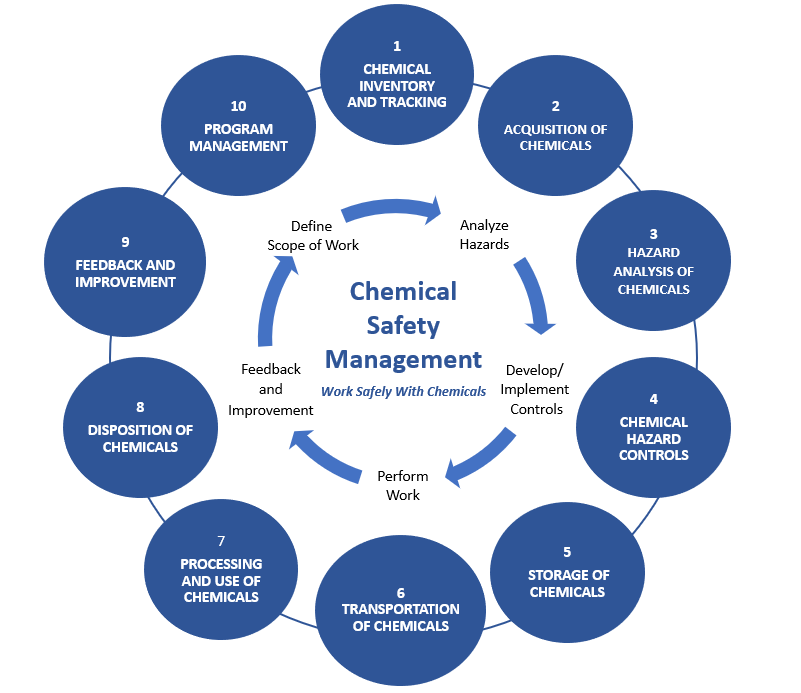 1
CHEMICAL
INVENTORY
AND TRACKING
2
ACQUISITION OF
CHEMICALS
3
HAZARD
ANALYSIS OF
CHEMICALS
4
CHEMICAL
HAZARD
CONTROLS
5
STORAGE OF
CHEMICALS
6
TRANSPORTATION
OF CHEMICALS
7
PROCESSING
AND USE OF
CHEMICALS
8
DISPOSITION OF
CHEMICALS
9
FEEDBACK AND
IMPROVEMENT
10
PROGRAM
MANAGEMENT
Define
Scope of Work
Analyze
Hazards
Develop/
Implement
Controls
Perform
Work
Feedback
and
Improvement
Chemical
Safety
Management
Work Safely With Chemicals